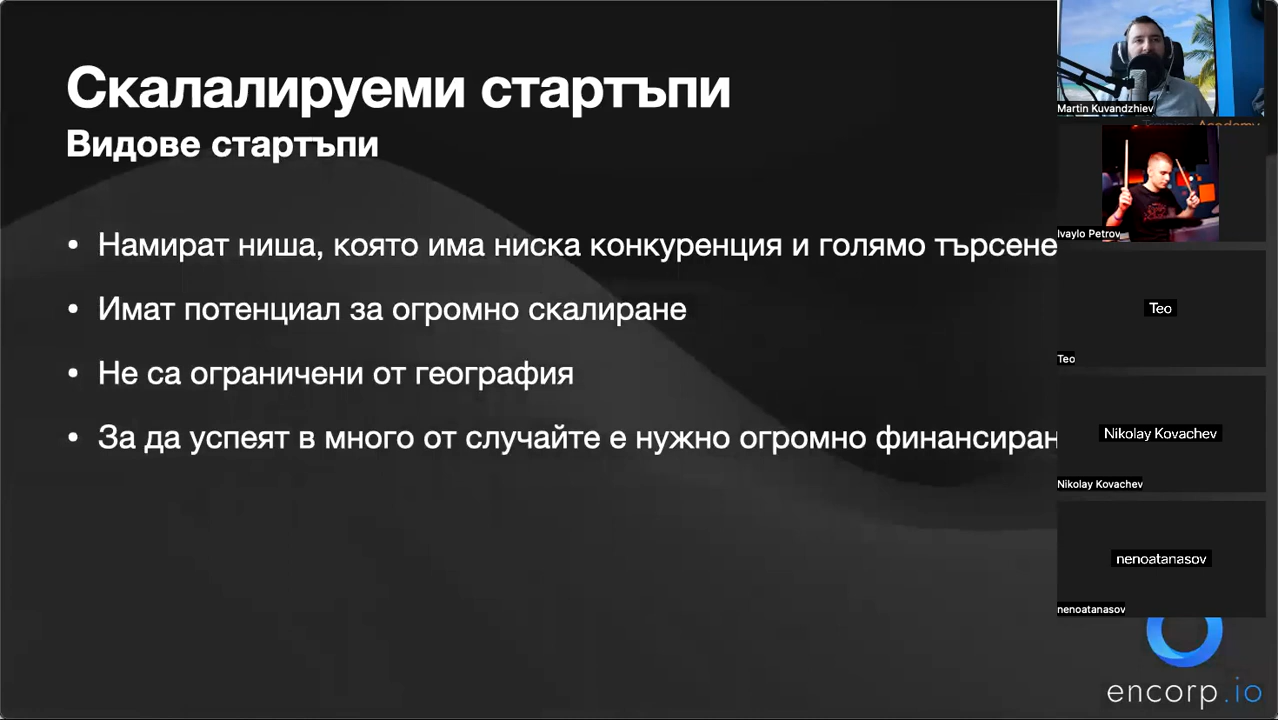 Скалалируеми стартъпи
Видове стартъпи
• Намират ниша, която има ниска конкуренция и голямо търсене
• Имат потенциал за огромно скалиране
• Не са ограничени от география
• За да успеят в много от случайте е нужно огромно финансиран
Martin Kuvandzhiev
Academy
Ivaylo Petrov
Teo
Teo
Nikolay Kovachev
Nikolay Kovachev
nenoatanasov
nenoatanasov
encorp.io